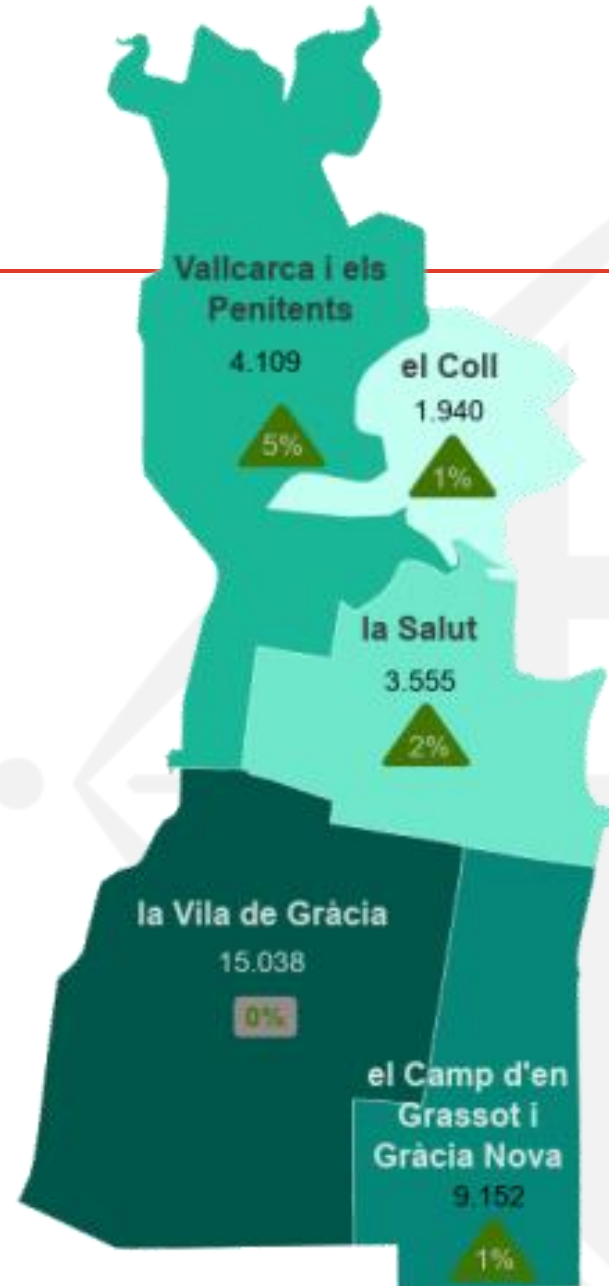 Vallcarca i els
Penitents
4.109
5%
el Coll
1.940
1%
la Salut
3.555
2%
la Vila de Gràcia
15.038
0%
el Camp d'en
Grassot i
Gràcia Nova
9.152
1%